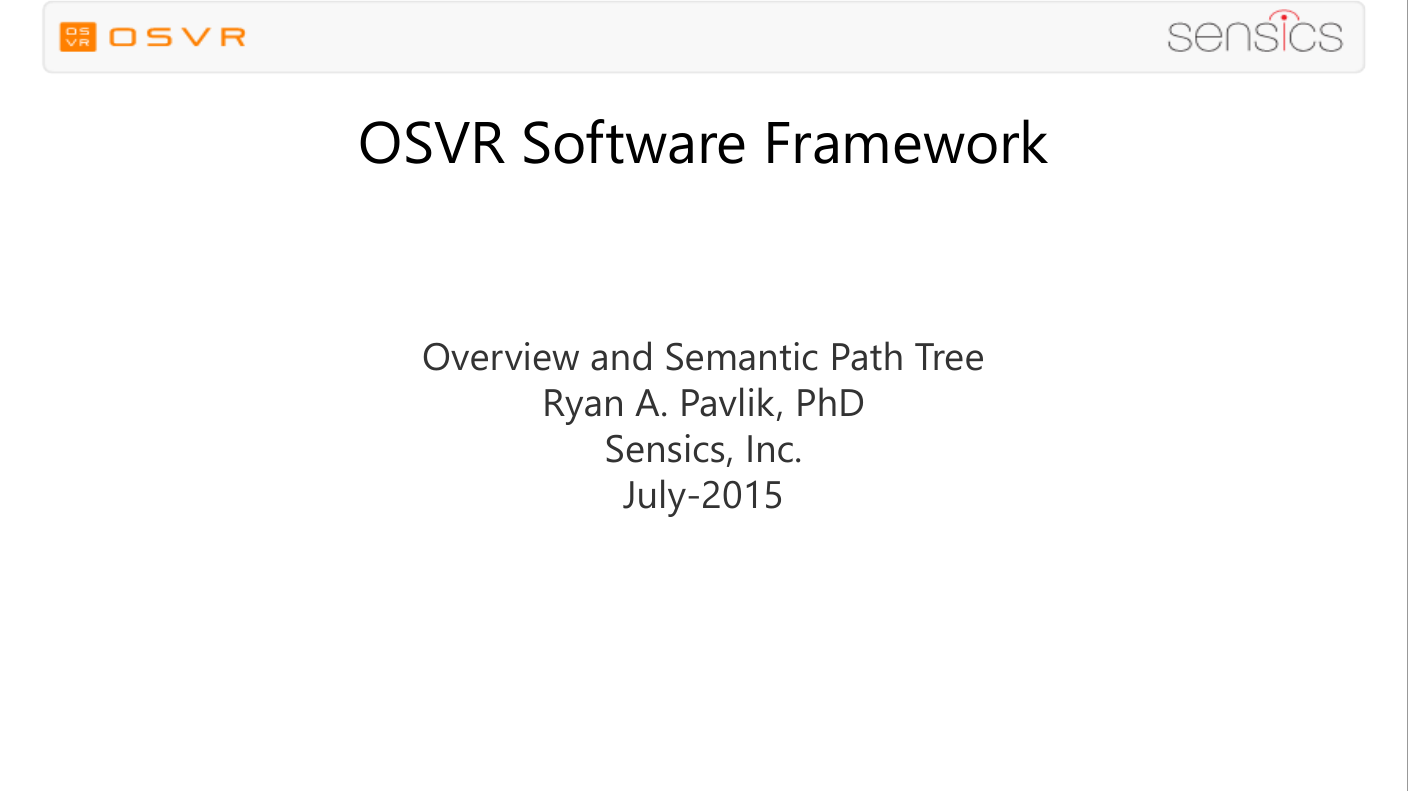 OS
VR
OSVR
sensics
OSVR Software Framework
Overview and Semantic Path Tree
Ryan A. Pavlik, PhD
Sensics, Inc.
July-2015